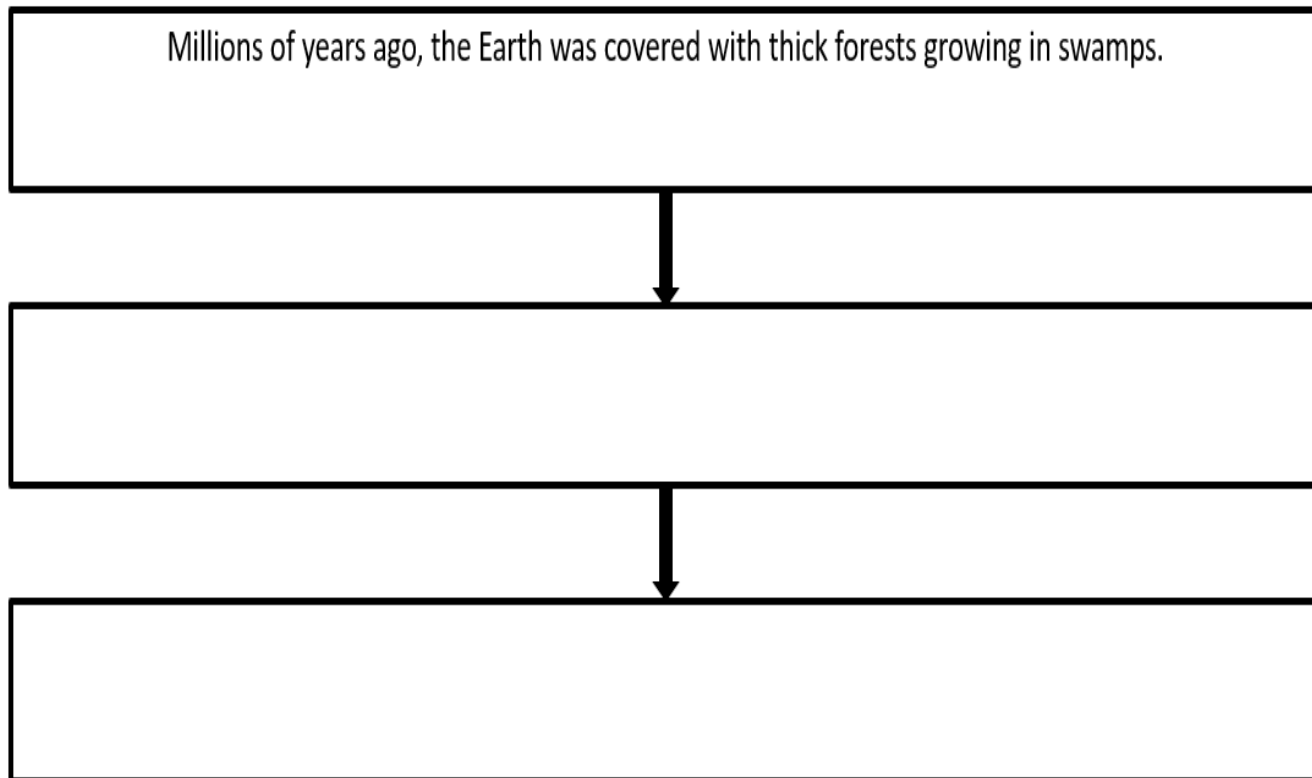 Millions of years ago, the Earth was covered with thick forests growing in swamps.